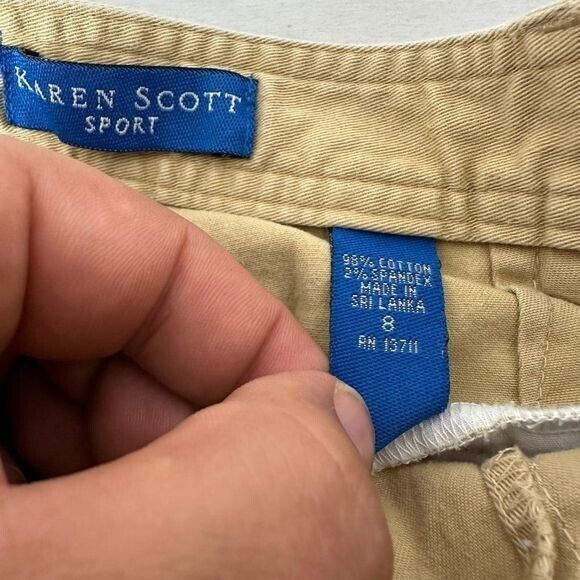 KAREN SCOTT
SPORT
98% COTTON
2% SPANDEX
MADE IN
SRI LANKA
8
RN 13711